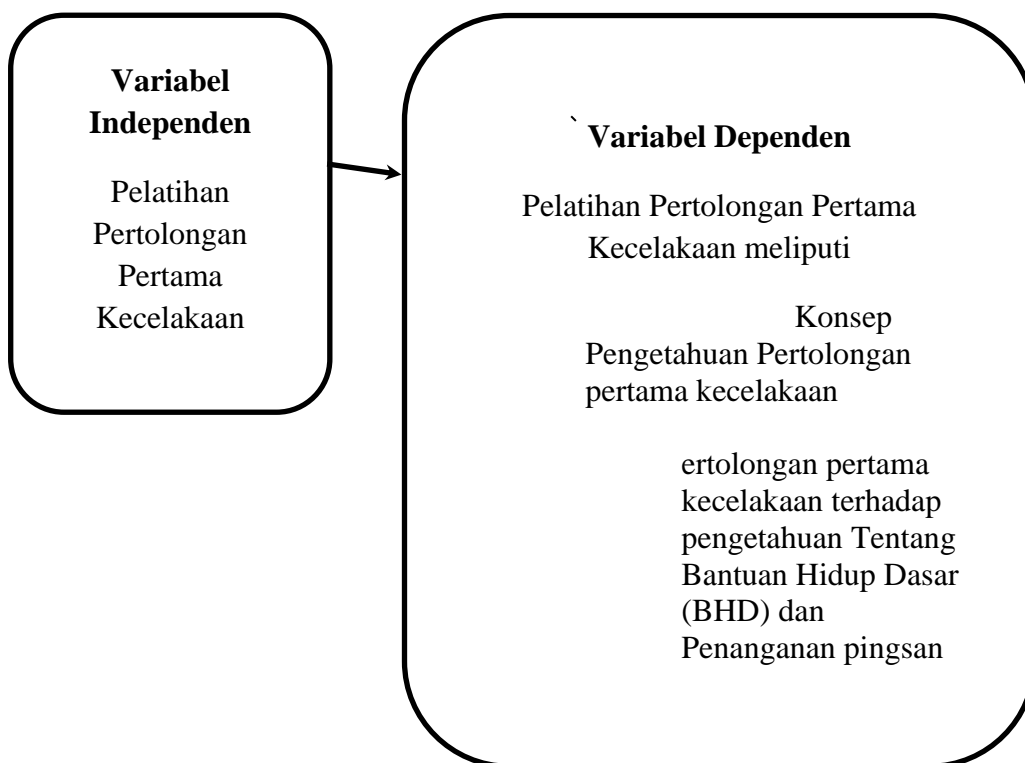 Variabel
Independen
Pelatihan
Pertolongan
Pertama
Kecelakaan
` Variabel Dependen
Pelatihan Pertolongan Pertama
Kecelakaan meliputi
Konsep
Pengetahuan Pertolongan
pertama kecelakaan
ertolongan pertama
kecelakaan terhadap
pengetahuan Tentang
Bantuan Hidup Dasar
(BHD) dan
Penanganan pingsan